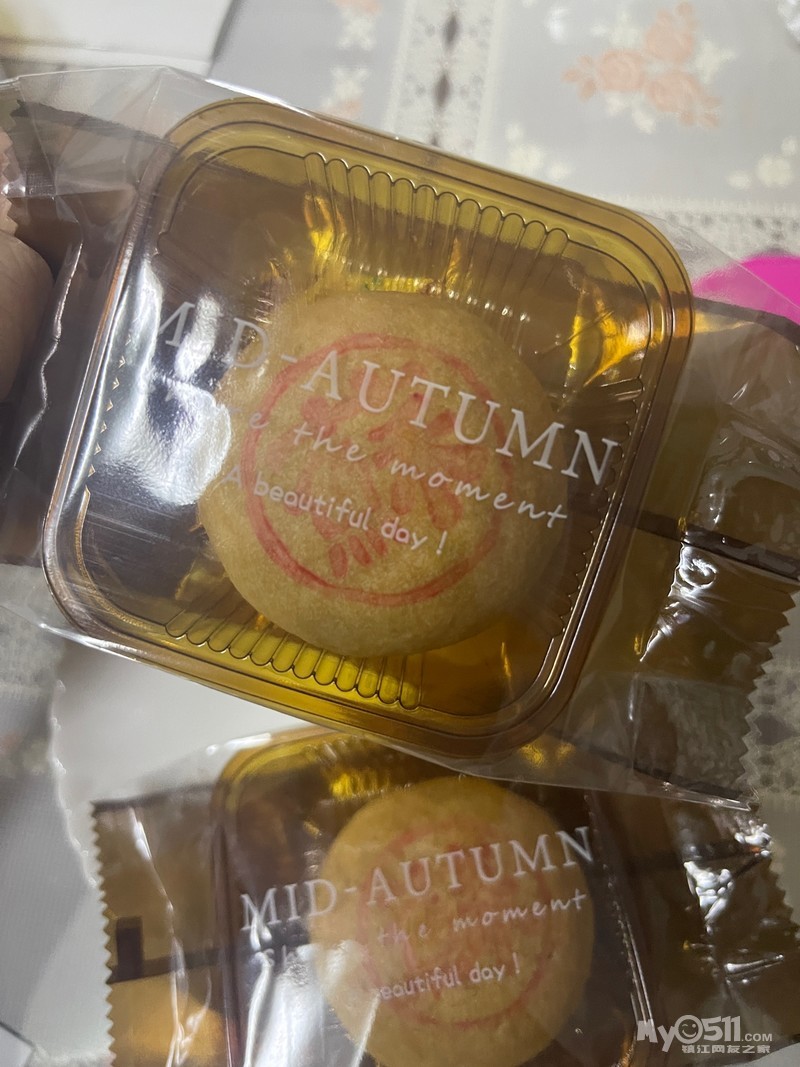 MID-AUTUMN
the moment
A beautiful day !
MID-AUTUMN
the moment
beautiful day !
My0511.COM
镇江网友之家